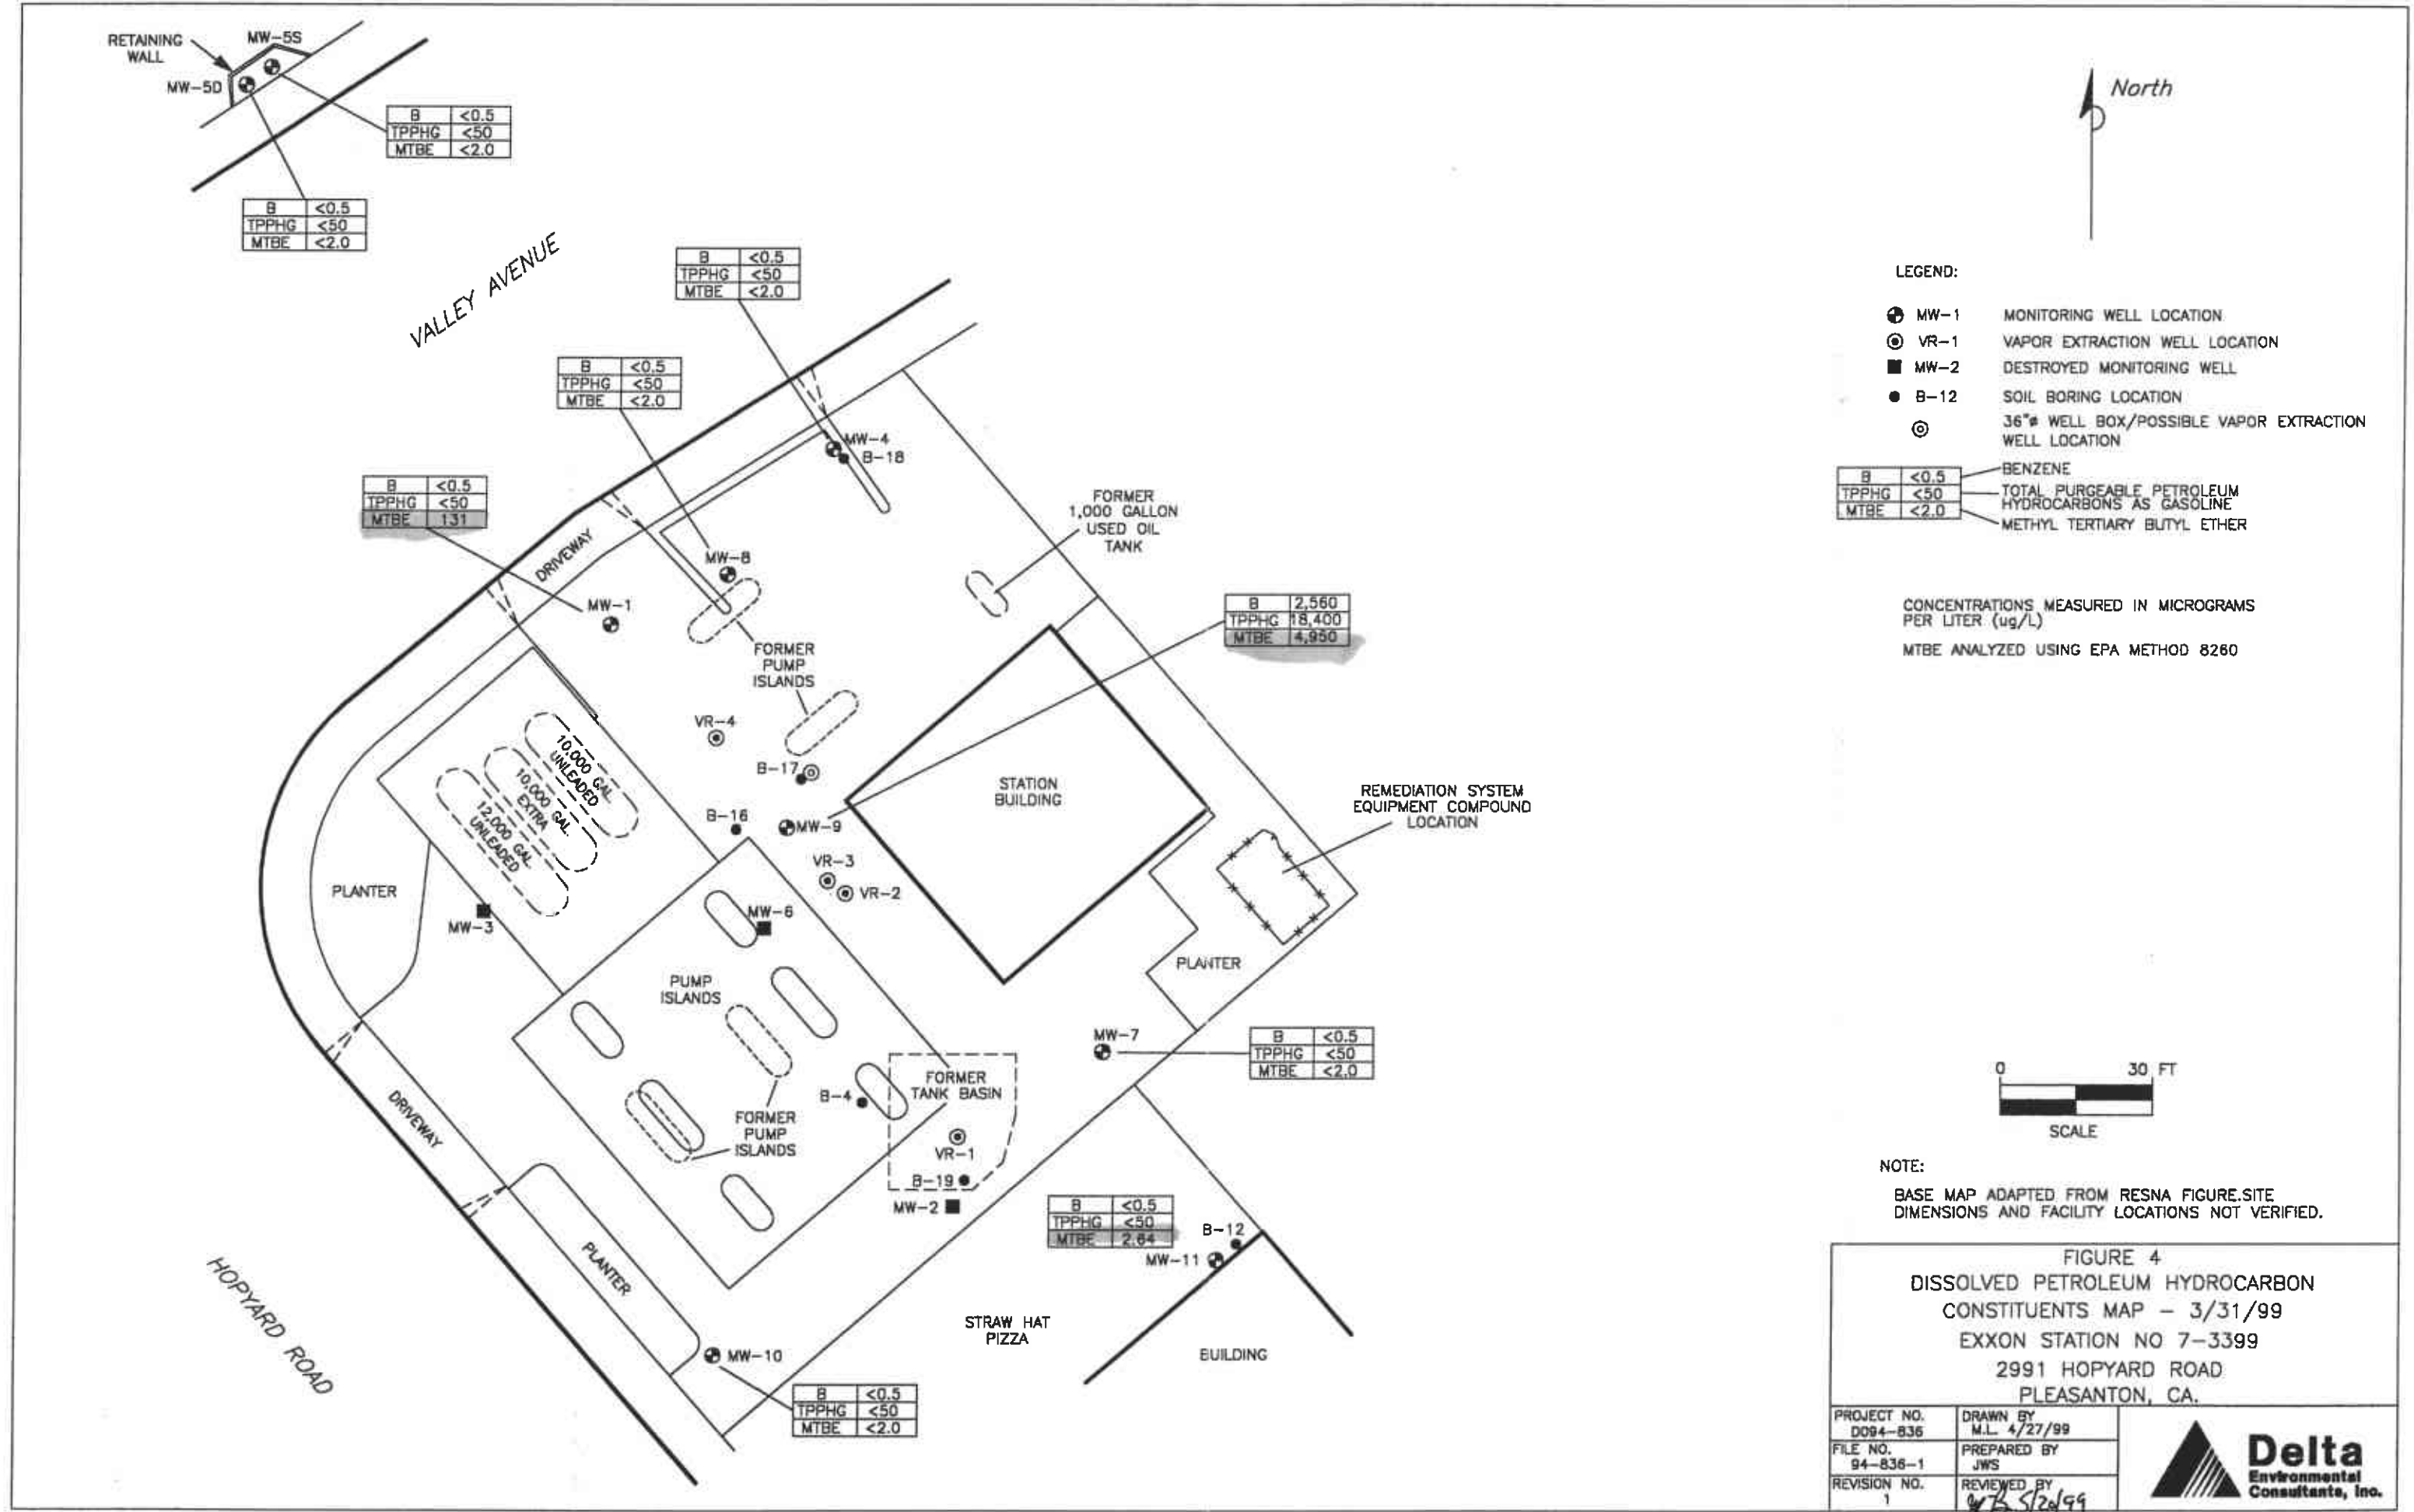 RETAINING
WALL
MW-5S
MW-5D
B <0.5
TPPHG <50
MTBE <2.0
B <0.5
TPPHG <50
MTBE <2.0
VALLEY AVENUE
B <0.5
TPPHG <50
MTBE <2.0
B <0.5
TPPHG <50
MTBE <2.0
B <0.5
TPPHG <50
MTBE 131
MW-4
B-18
DRIVEWAY
MW-8
MW-1
FORMER
1,000 GALLON
USED OIL
TANK
FORMER
PUMP
ISLANDS
B 2,560
TPPHG 18,400
MTBE 4,950
VR-4
B-17
10,000 GAL.
UNLEADED
10,000 GAL.
EXTRA
12,000 GAL.
UNLEADED
B-16
MW-9
STATION
BUILDING
REMEDIATION SYSTEM
EQUIPMENT COMPOUND
LOCATION
VR-3
VR-2
PLANTER
MW-3
MW-6
PLANTER
PUMP
ISLANDS
MW-7
B <0.5
TPPHG <50
MTBE <2.0
FORMER
TANK BASIN
B-4
DRIVEWAY
FORMER
PUMP
ISLANDS
VR-1
B-19
MW-2
B <0.5
TPPHG <50
MTBE 2.64
B-12
MW-11
PLANTER
HOPYARD ROAD
STRAW HAT
PIZZA
BUILDING
MW-10
B <0.5
TPPHG <50
MTBE <2.0
North
LEGEND:
MW-1 MONITORING WELL LOCATION
VR-1 VAPOR EXTRACTION WELL LOCATION
MW-2 DESTROYED MONITORING WELL
B-12 SOIL BORING LOCATION
36"ø WELL BOX/POSSIBLE VAPOR EXTRACTION
WELL LOCATION
B <0.5
TPPHG <50
MTBE <2.0
BENZENE
TOTAL PURGEABLE PETROLEUM
HYDROCARBONS AS GASOLINE
METHYL TERTIARY BUTYL ETHER
CONCENTRATIONS MEASURED IN MICROGRAMS
PER LITER (ug/L)
MTBE ANALYZED USING EPA METHOD 8260
0 30 FT
SCALE
NOTE:
BASE MAP ADAPTED FROM RESNA FIGURE.SITE
DIMENSIONS AND FACILITY LOCATIONS NOT VERIFIED.
FIGURE 4
DISSOLVED PETROLEUM HYDROCARBON
CONSTITUENTS MAP - 3/31/99
EXXON STATION NO 7-3399
2991 HOPYARD ROAD
PLEASANTON, CA.
PROJECT NO.
D094-836
DRAWN BY
M.L. 4/27/99
FILE NO.
94-836-1
PREPARED BY
JWS
REVISION NO.
1
REVIEWED BY
5/20/99
Delta
Environmental
Consultants, Inc.